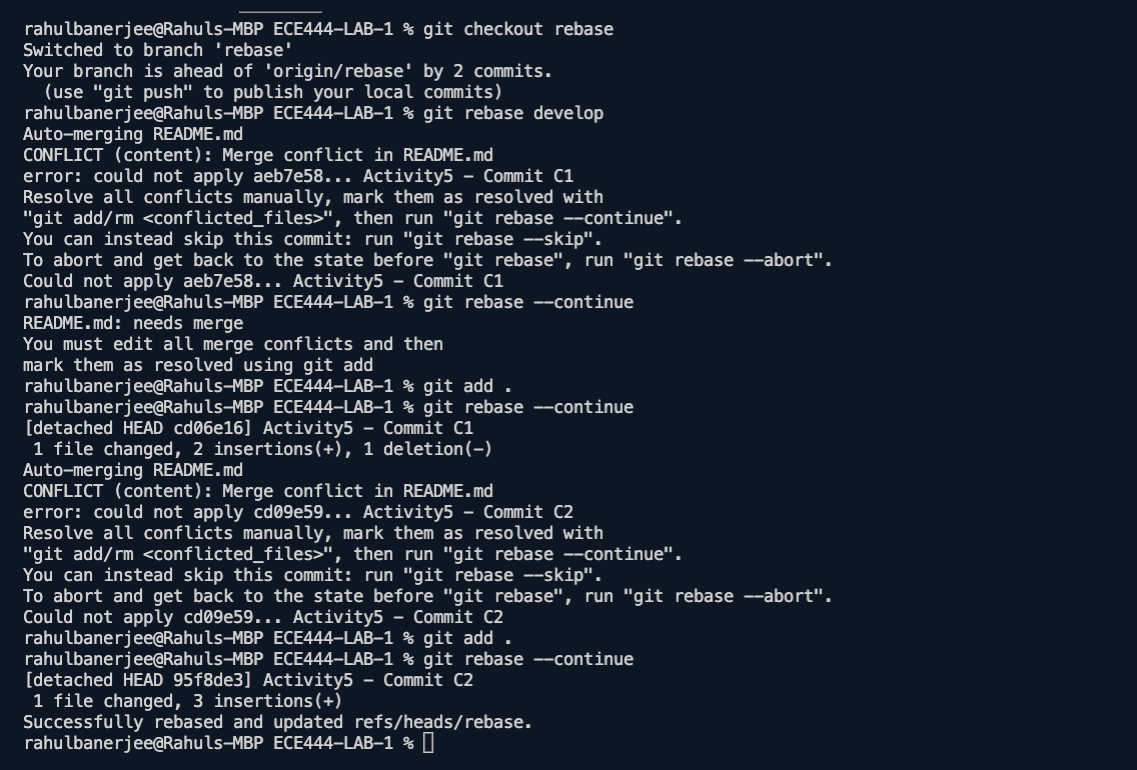 rahulbanerjee@Rahuls-MBP ECE444-LAB-1 % git checkout rebase
Switched to branch 'rebase'
Your branch is ahead of 'origin/rebase' by 2 commits.
  (use "git push" to publish your local commits)
rahulbanerjee@Rahuls-MBP ECE444-LAB-1 % git rebase develop
Auto-merging README.md
CONFLICT (content): Merge conflict in README.md
error: could not apply aeb7e58... Activity5 - Commit C1
Resolve all conflicts manually, mark them as resolved with
"git add/rm <conflicted_files>", then run "git rebase --continue".
You can instead skip this commit: run "git rebase --skip".
To abort and get back to the state before "git rebase", run "git rebase --abort".
Could not apply aeb7e58... Activity5 - Commit C1
rahulbanerjee@Rahuls-MBP ECE444-LAB-1 % git rebase --continue
README.md: needs merge
You must edit all merge conflicts and then
mark them as resolved using git add
rahulbanerjee@Rahuls-MBP ECE444-LAB-1 % git add .
rahulbanerjee@Rahuls-MBP ECE444-LAB-1 % git rebase --continue
[detached HEAD cd06e16] Activity5 - Commit C1
 1 file changed, 2 insertions(+), 1 deletion(-)
Auto-merging README.md
CONFLICT (content): Merge conflict in README.md
error: could not apply cd09e59... Activity5 - Commit C2
Resolve all conflicts manually, mark them as resolved with
"git add/rm <conflicted_files>", then run "git rebase --continue".
You can instead skip this commit: run "git rebase --skip".
To abort and get back to the state before "git rebase", run "git rebase --abort".
Could not apply cd09e59... Activity5 - Commit C2
rahulbanerjee@Rahuls-MBP ECE444-LAB-1 % git add .
rahulbanerjee@Rahuls-MBP ECE444-LAB-1 % git rebase --continue
[detached HEAD 95f8de3] Activity5 - Commit C2
 1 file changed, 3 insertions(+)
Successfully rebased and updated refs/heads/rebase.
rahulbanerjee@Rahuls-MBP ECE444-LAB-1 %